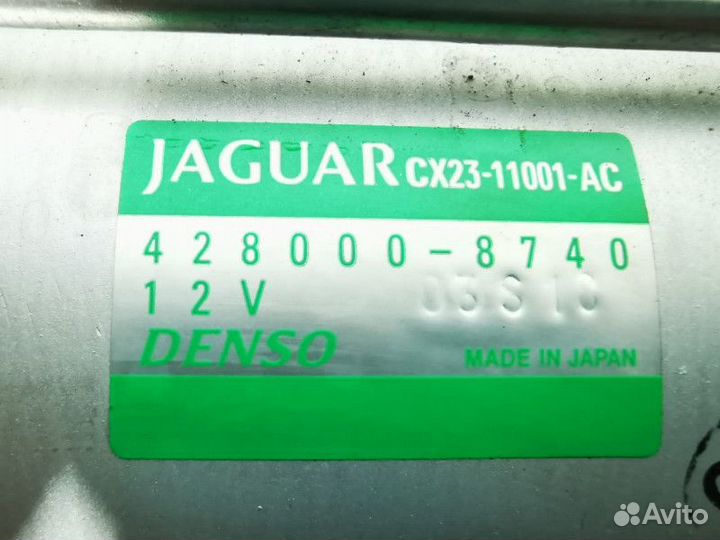 JAGUAR CX23-11001-AC
428000-8740
12V
DENSO MADE IN JAPAN
Avito